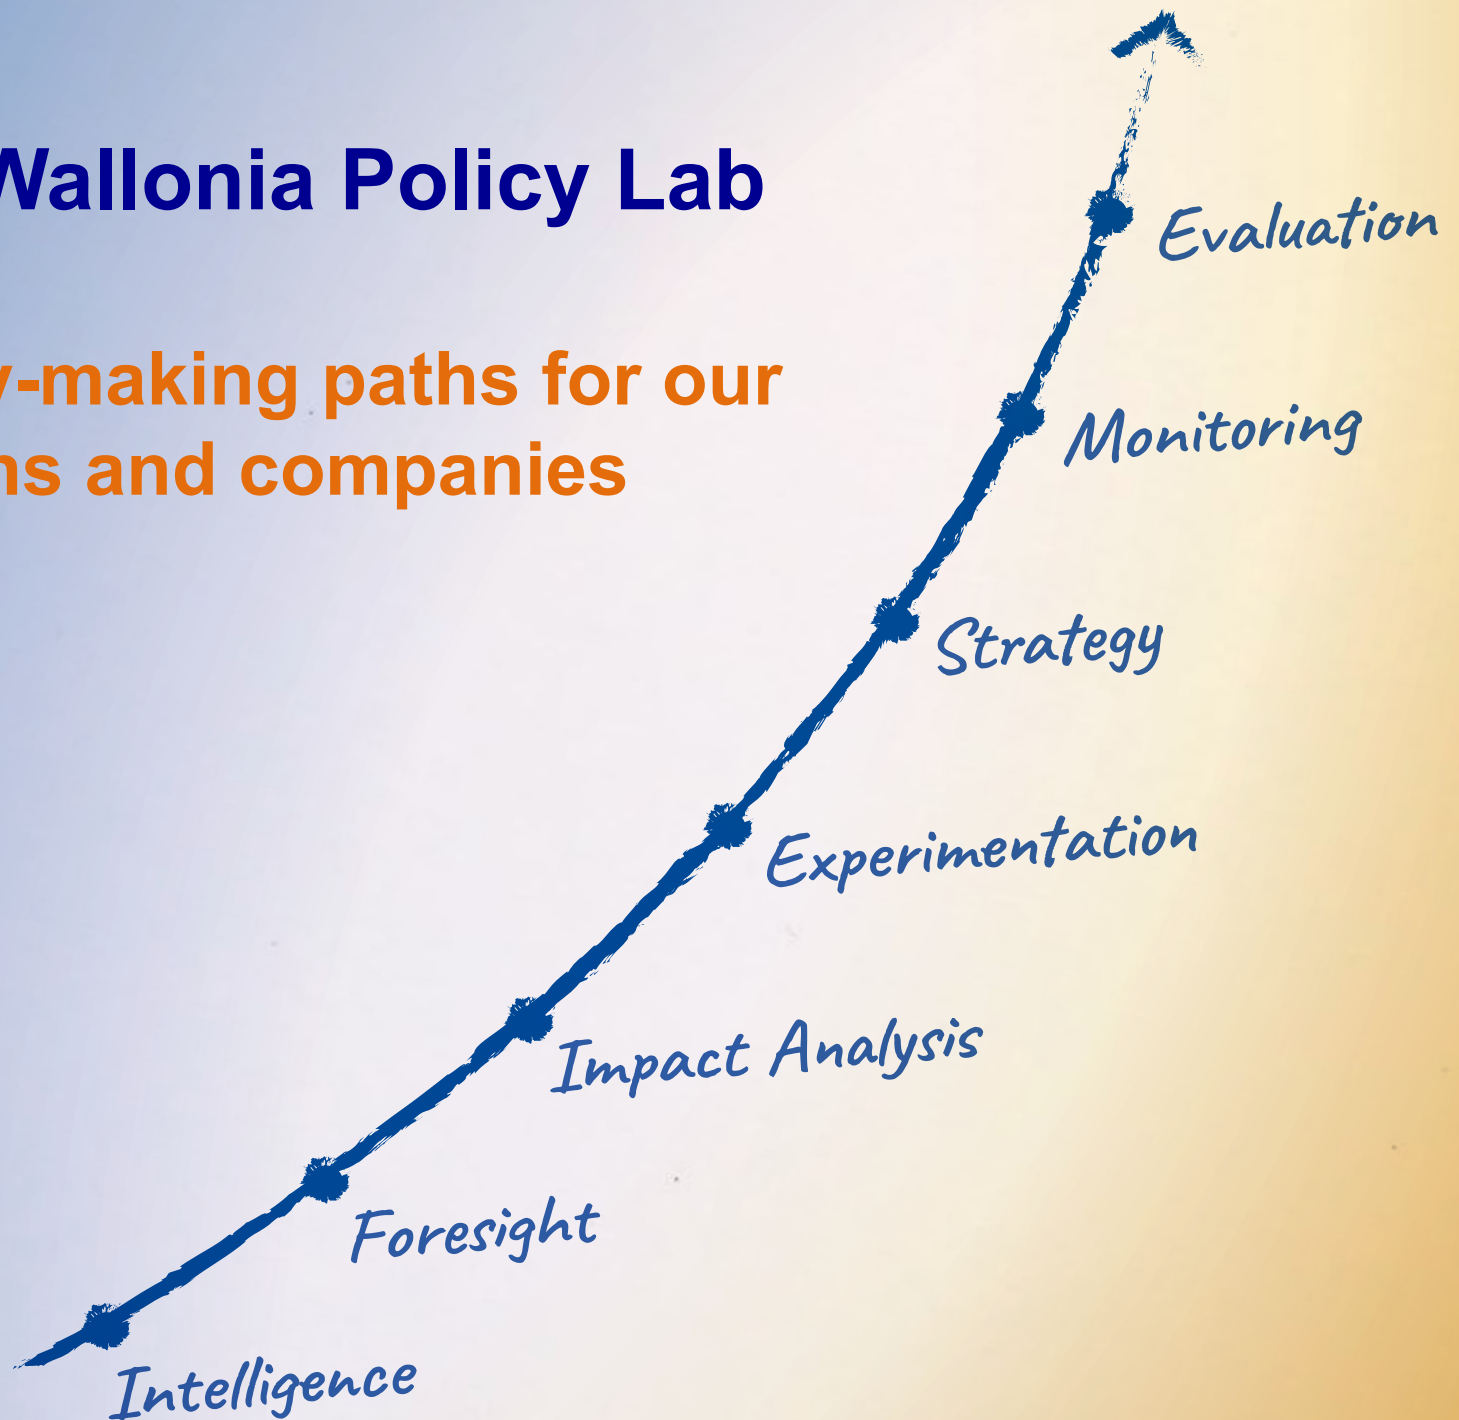 Wallonia Policy Lab
y-making paths for our
ns and companies
Evaluation
Monitoring
Strategy
Experimentation
Impact Analysis
Foresight
Intelligence